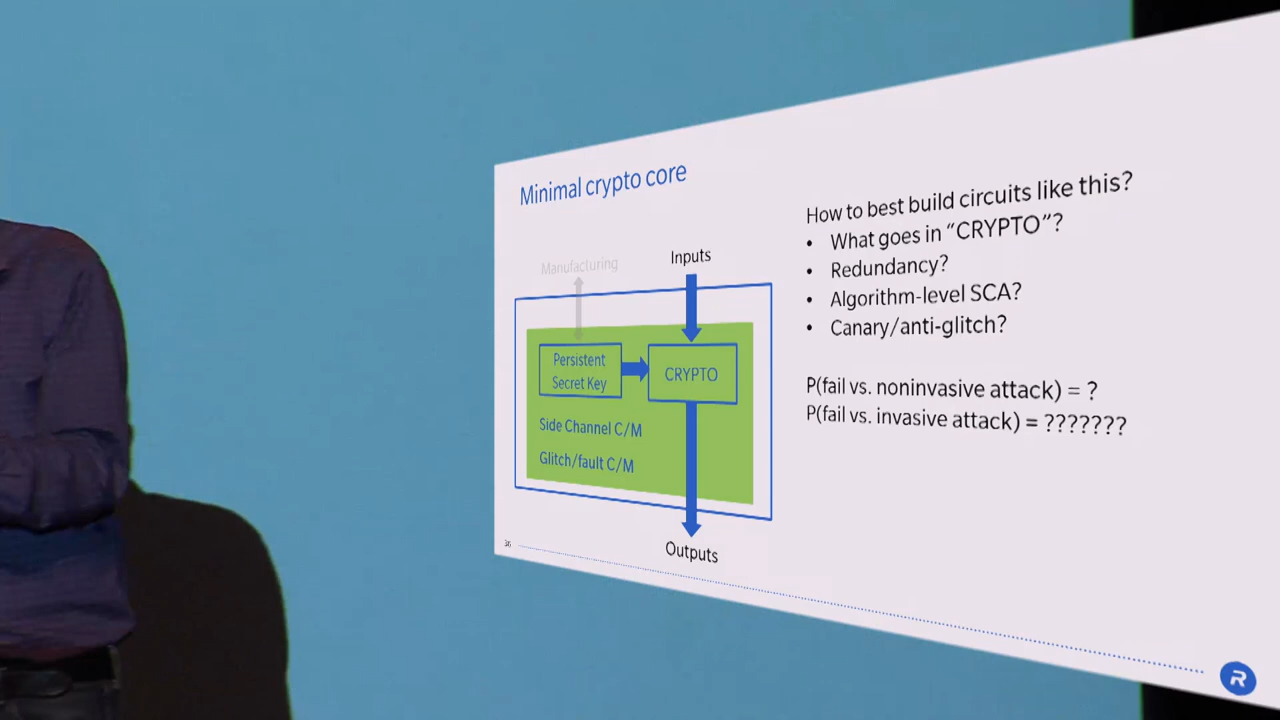 Minimal crypto core
Manufacturing
Inputs
Persistent
Secret Key
CRYPTO
Side Channel C/M
Glitch/fault C/M
Outputs
How to best build circuits like this?
• What goes in “CRYPTO”?
• Redundancy?
• Algorithm-level SCA?
• Canary/anti-glitch?
P(fail vs. noninvasive attack) = ?
P(fail vs. invasive attack) = ???????
36
R